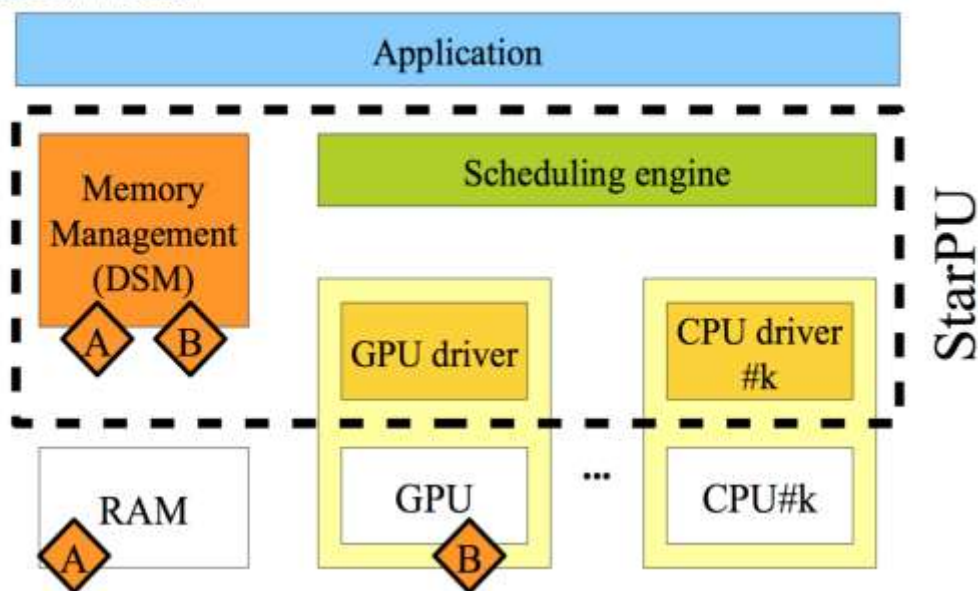 Application
Memory
Management
(DSM)
Scheduling engine
StarPU
A
B
GPU driver
CPU driver
#k
RAM
GPU
...
CPU#k
A
B